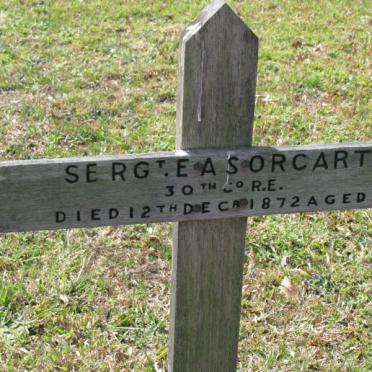 SERGT. E A SORCART
30TH Co. R.E.
DIED 12TH DECR 1872 AGED